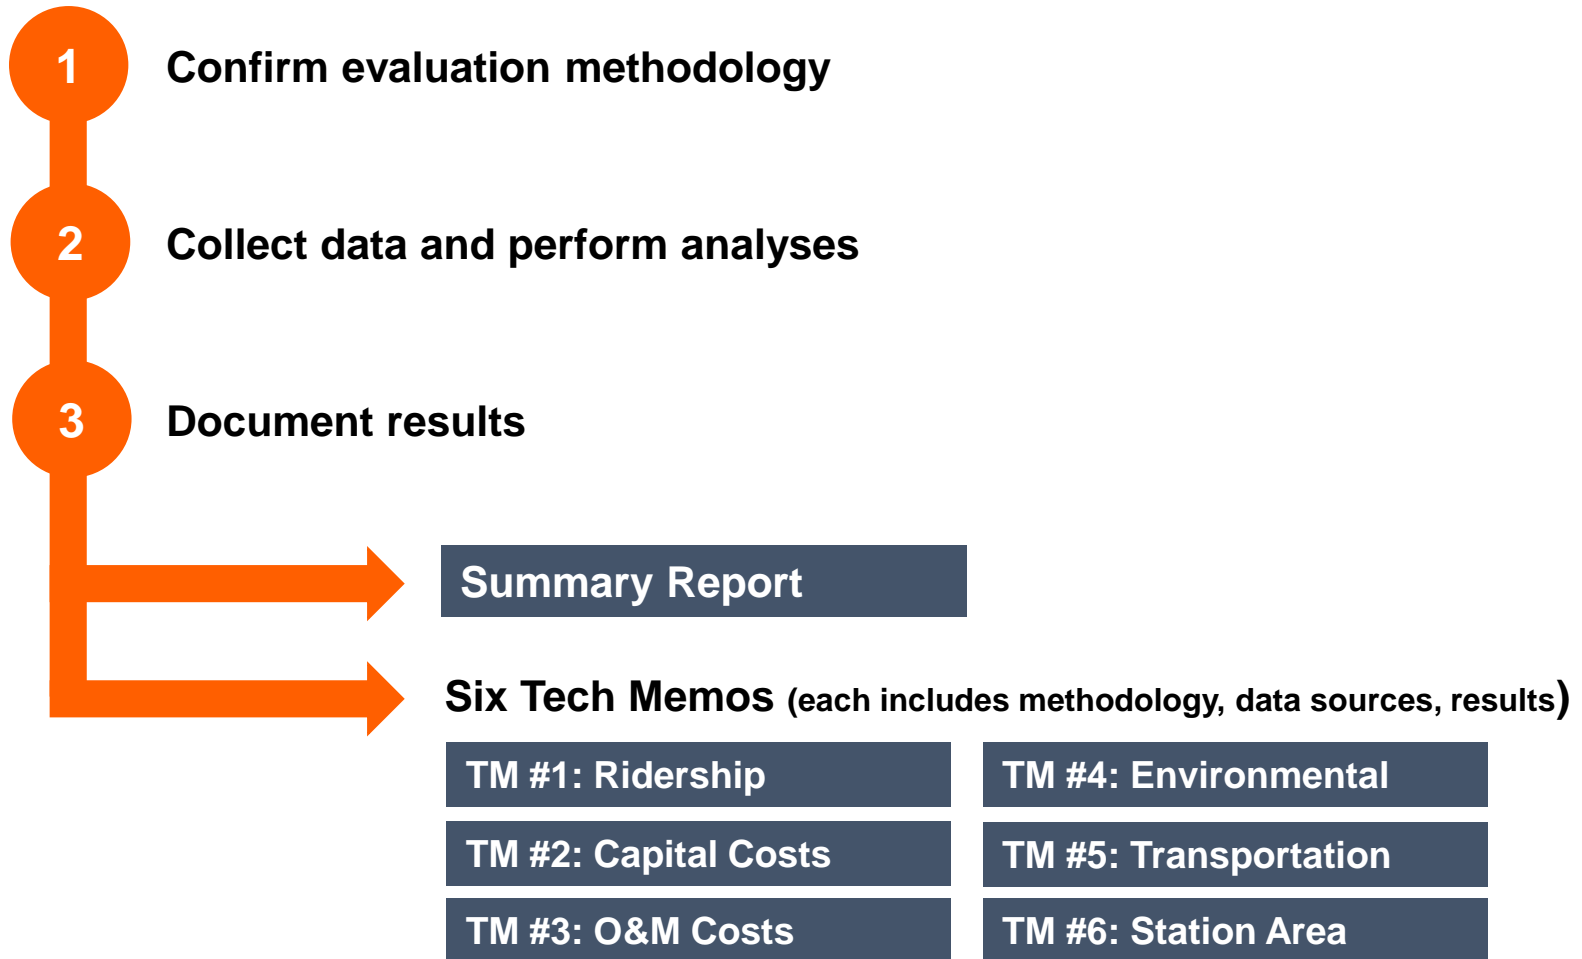 1
Confirm evaluation methodology
2
Collect data and perform analyses
3
Document results
Summary Report
Six Tech Memos (each includes methodology, data sources, results)
TM #1: Ridership
TM #2: Capital Costs
TM #3: O&M Costs
TM #4: Environmental
TM #5: Transportation
TM #6: Station Area